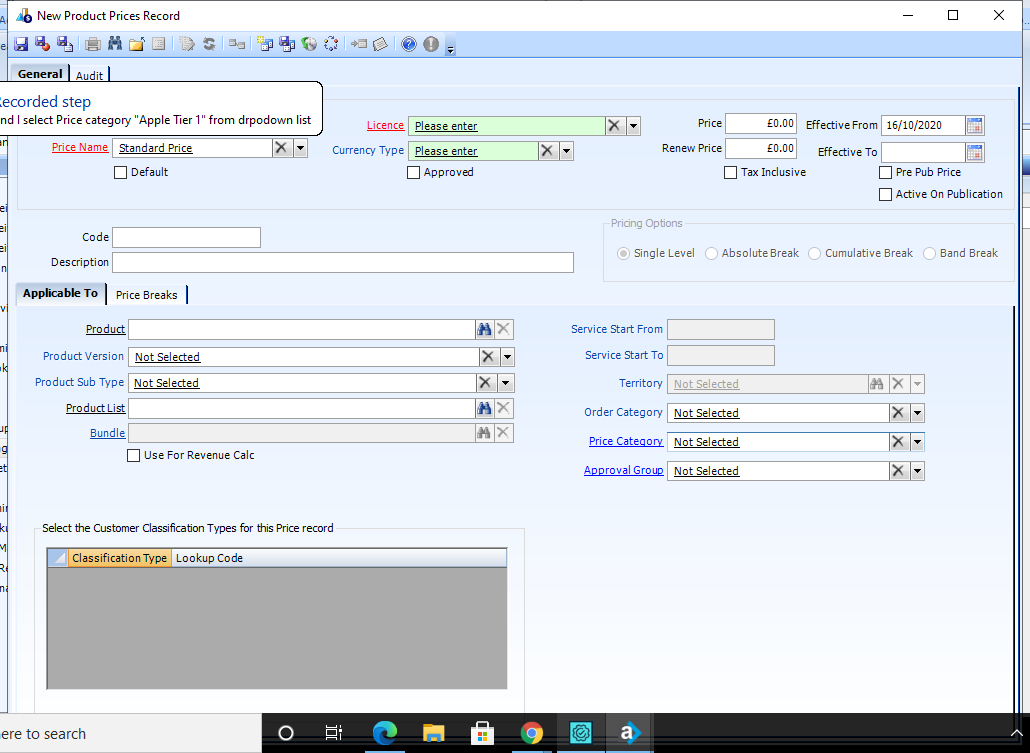 New Product Prices Record
General Audit
Recorded step
nd I select Price category "Apple Tier 1" from drpodown list
Licence Please enter Price £0.00 Effective From 16/10/2020
Price Name Standard Price Currency Type Please enter Renew Price £0.00 Effective To
Default Approved Tax Inclusive Pre Pub Price
Active On Publication
Code
Description
Pricing Options
Single Level Absolute Break Cumulative Break Band Break
Applicable To Price Breaks
Product Service Start From
Product Version Not Selected Service Start To
Product Sub Type Not Selected Territory Not Selected
Product List Order Category Not Selected
Bundle Price Category Not Selected
Use For Revenue Calc Approval Group Not Selected
Select the Customer Classification Types for this Price record
Classification Type Lookup Code
ere to search